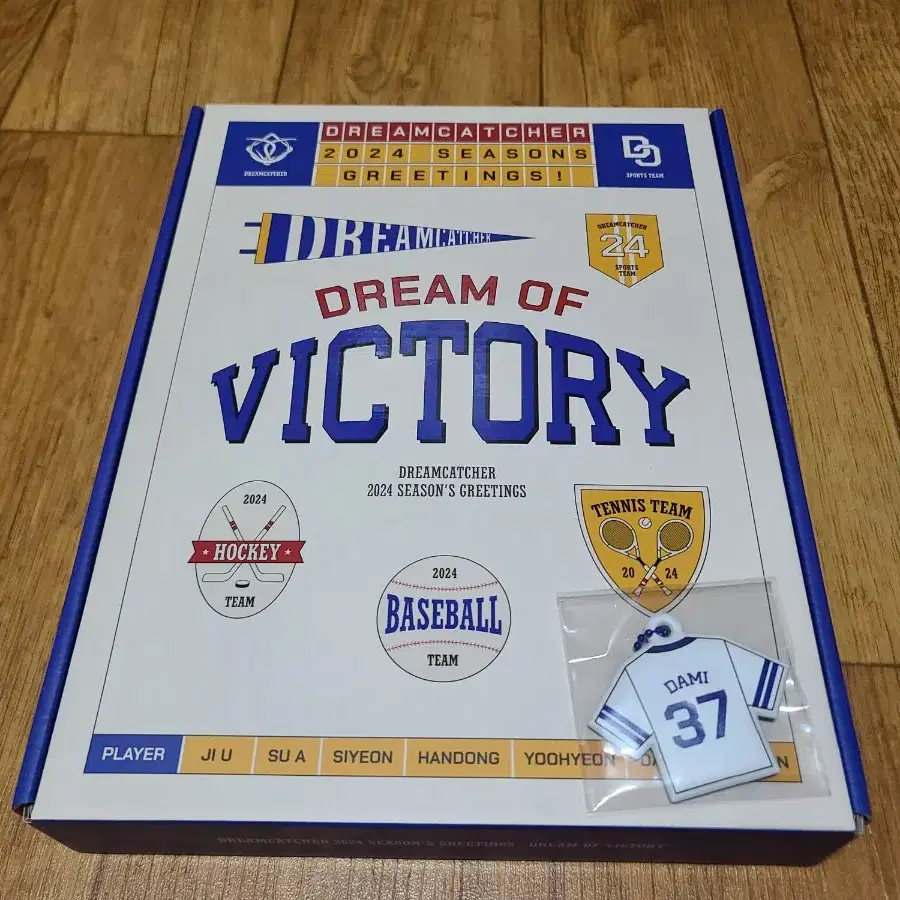 DREAMCATCHER
2024 SEASONS
GREETINGS!
DREAMCATCHER
DC
SPORTS TEAM
DREAMCATCHER
DREAMCATCHER
24
SPORTS
TEAM
DREAM OF
VICTORY
DREAMCATCHER
2024 SEASON'S GREETINGS
2024
HOCKEY
TEAM
TENNIS TEAM
20 24
2024
BASEBALL
TEAM
DAMI
37
PLAYER JI U SU A SIYEON HANDONG YOOHYEON
DREAMCATCHER 2024 SEASON'S GREETINGS DREAM OF VICTORY